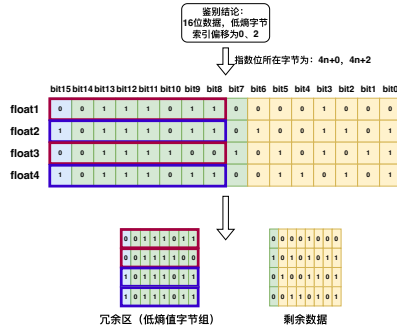 鉴别结论：
16位数据，低熵字节
索引偏移为0、2
指数位所在字节为：4n+0，4n+2
bit15 bit14 bit13 bit12 bit11 bit10 bit9 bit8 bit7 bit6 bit5 bit4 bit3 bit2 bit1 bit0
float1 0 0 1 1 1 0 1 1 0 0 0 0 1 0 0 0
float2 1 0 1 1 1 0 1 1 0 1 0 0 1 1 0 1
float3 0 0 1 1 1 1 0 0 1 0 1 0 1 0 1 1
float4 1 0 1 1 1 0 1 1 0 0 1 1 0 1 0 1
0 0 1 1 1 0 1 1 0 0 0 0 1 0 0 0
0 0 1 1 1 1 0 0 1 0 1 0 1 0 1 1
1 0 1 1 1 0 1 1 0 1 0 0 1 1 0 1
1 0 1 1 1 0 1 1 0 0 1 1 0 1 0 1
冗余区（低熵值字节组） 剩余数据